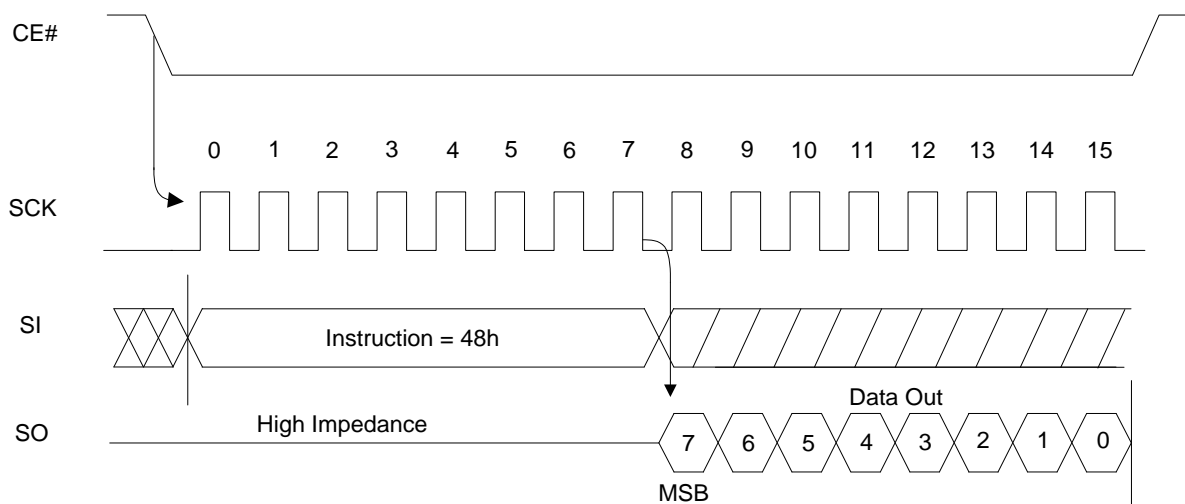 CE#
0 1 2 3 4 5 6 7 8 9 10 11 12 13 14 15
SCK
SI
Instruction = 48h
Data Out
High Impedance
SO
7 6 5 4 3 2 1 0
MSB